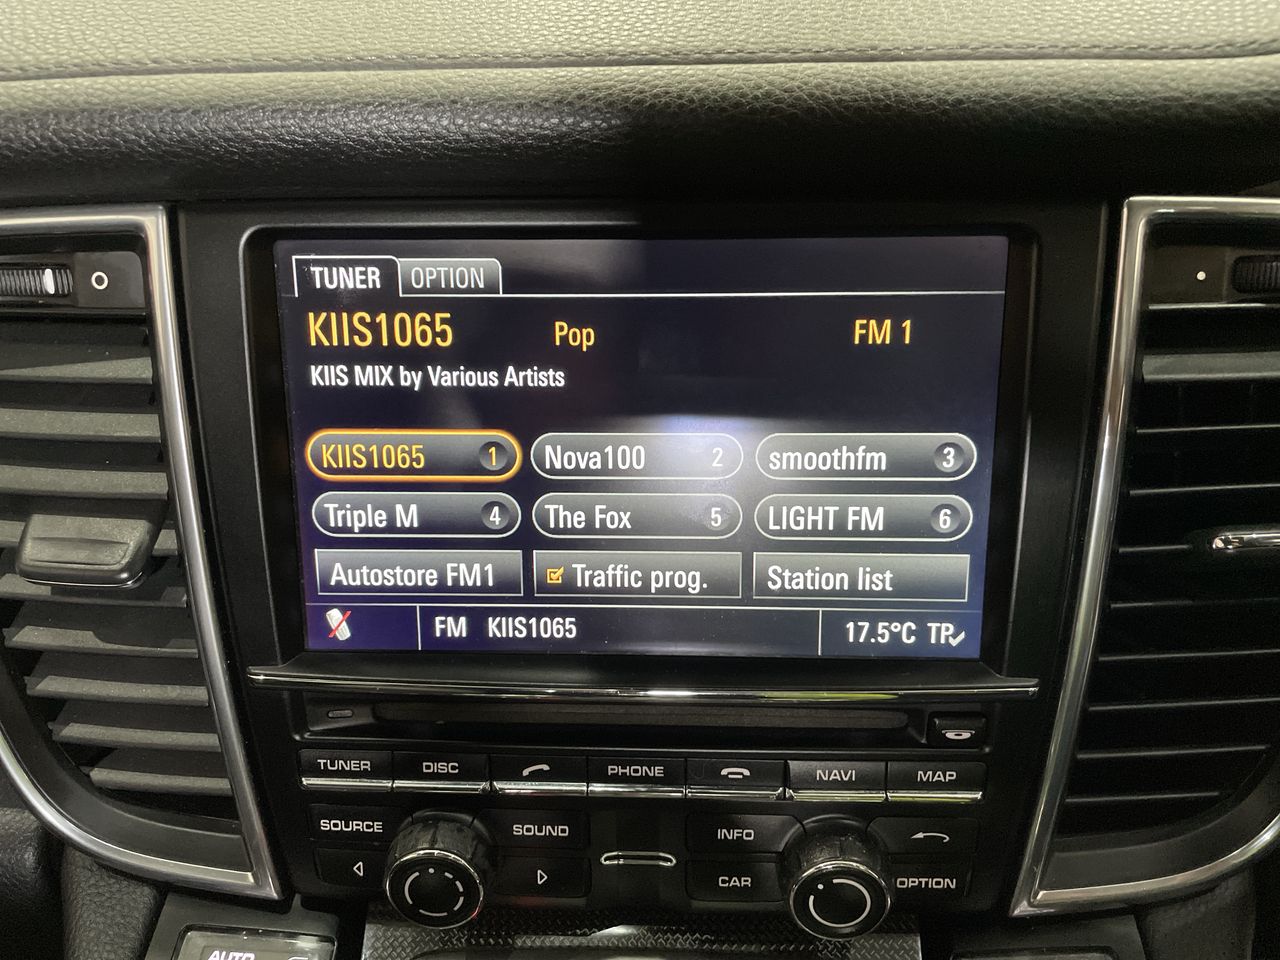 TUNER OPTION
KIIS1065 Pop FM 1
KIIS MIX by Various Artists
KIIS1065 1 Nova100 2 smoothfm 3
Triple M 4 The Fox 5 LIGHT FM 6
Autostore FM1 Traffic prog. Station list
FM KIIS1065 17.5°C TP
TUNER DISC PHONE NAVI MAP
SOURCE SOUND INFO
CAR OPTION
AUTO